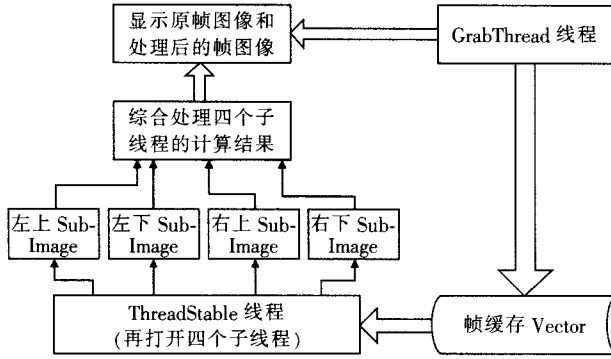 显示原帧图像和
处理后的帧图像
GrabThread 线程
综合处理四个子
线程的计算结果
左上 Sub-
Image
左下 Sub-
Image
右上 Sub-
Image
右下 Sub-
Image
ThreadStable 线程
(再打开四个子线程)
帧缓存 Vector